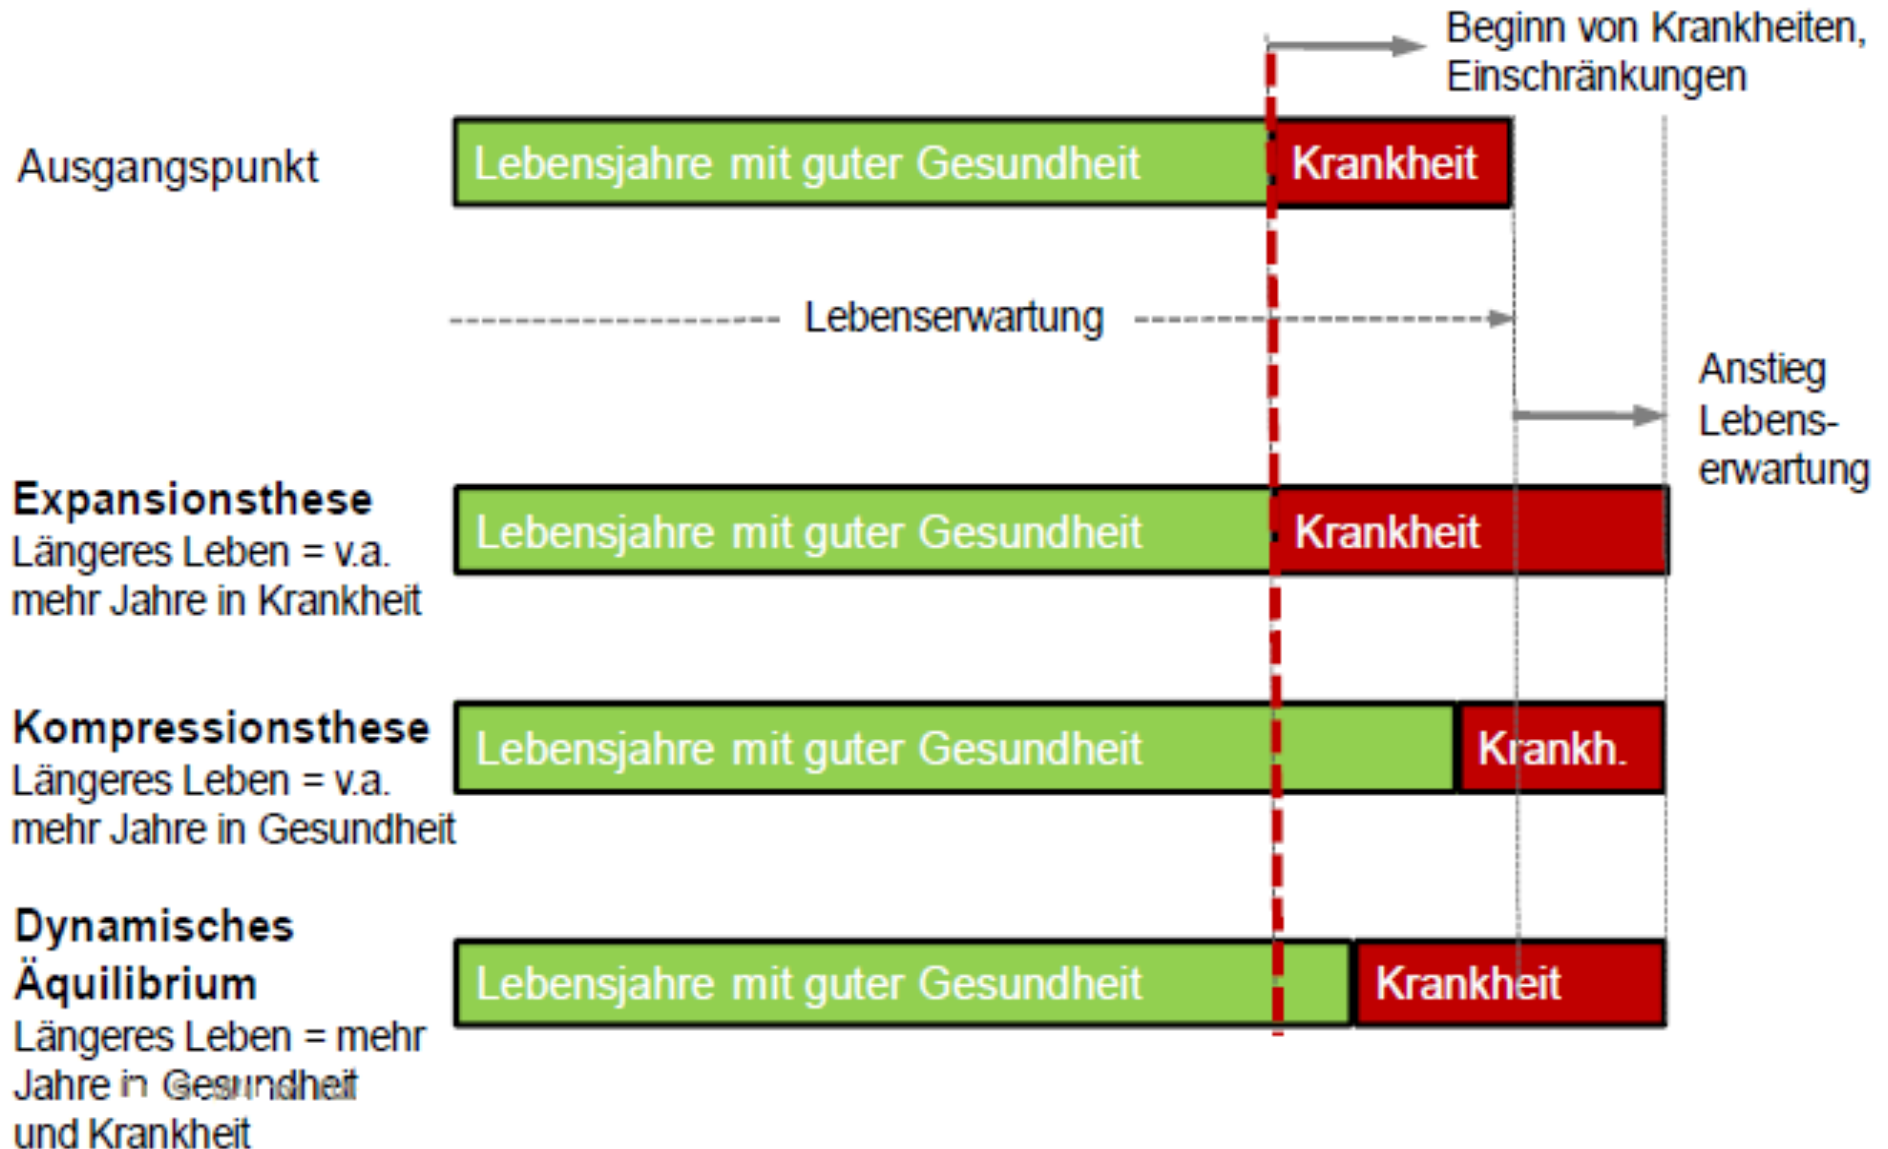 Beginn von Krankheiten,
Einschränkungen
Ausgangspunkt
Lebensjahre mit guter Gesundheit
Krankheit
Lebenserwartung
Anstieg
Lebens-
erwartung
Expansionsthese
Längeres Leben = v.a.
mehr Jahre in Krankheit
Lebensjahre mit guter Gesundheit
Krankheit
Kompressionsthese
Längeres Leben = v.a.
mehr Jahre in Gesundheit
Lebensjahre mit guter Gesundheit
Krankh.
Dynamisches
Äquilibrium
Längeres Leben = mehr
Jahre in Gesundheit
und Krankheit
Lebensjahre mit guter Gesundheit
Krankheit